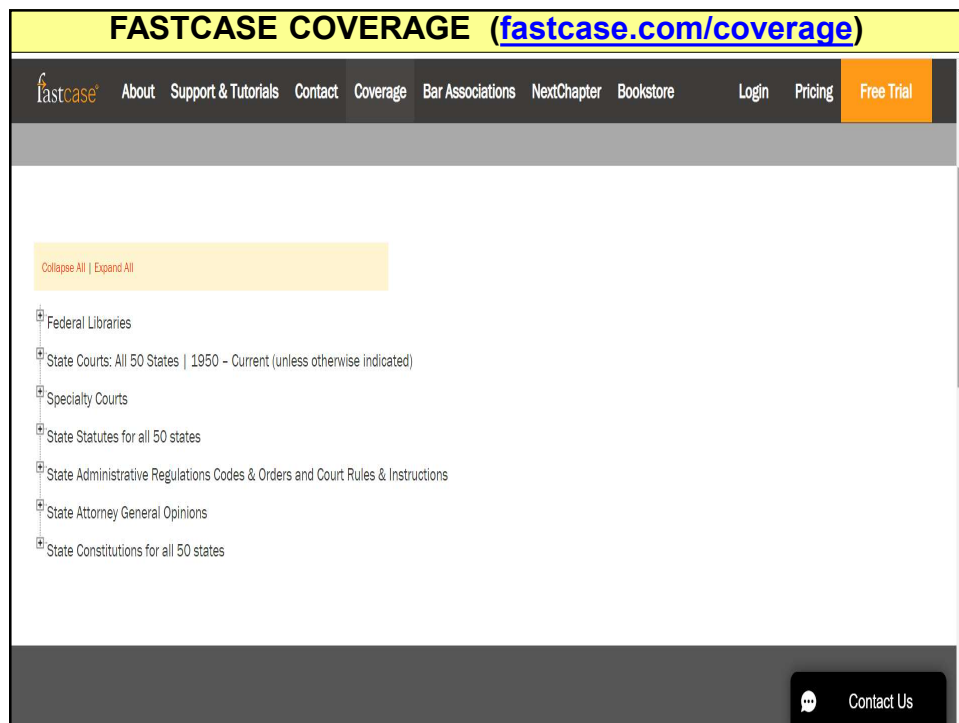 FASTCASE COVERAGE (fastcase.com/coverage)
fastcase® About Support & Tutorials Contact Coverage Bar Associations NextChapter Bookstore Login Pricing Free Trial
Collapse All | Expand All
Federal Libraries
State Courts: All 50 States | 1950 – Current (unless otherwise indicated)
Specialty Courts
State Statutes for all 50 states
State Administrative Regulations Codes & Orders and Court Rules & Instructions
State Attorney General Opinions
State Constitutions for all 50 states
Contact Us